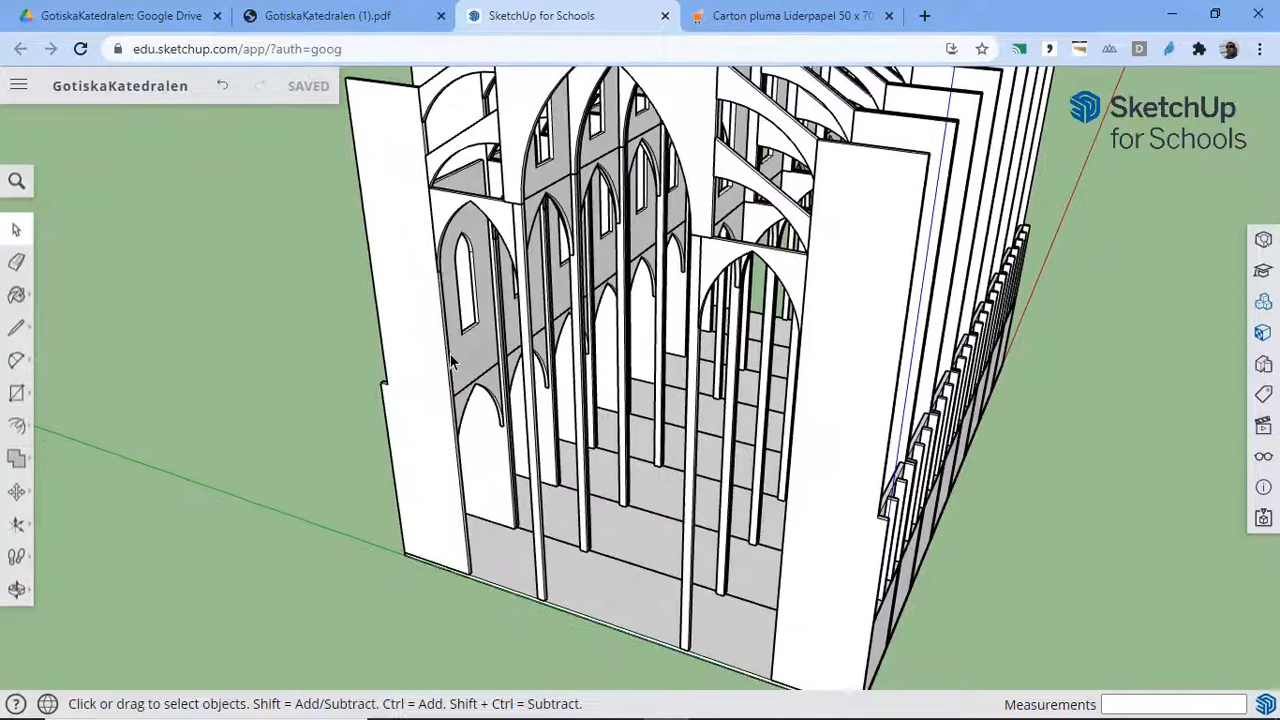 GotiskaKatedralen: Google Drive
GotiskaKatedralen (1).pdf
SketchUp for Schools
Carton pluma Liderpapel 50 x 70
edu.sketchup.com/app/?auth=goog
GotiskaKatedralen
SAVED
SketchUp
for Schools
Click or drag to select objects. Shift = Add/Subtract. Ctrl = Add. Shift + Ctrl = Subtract.
Measurements